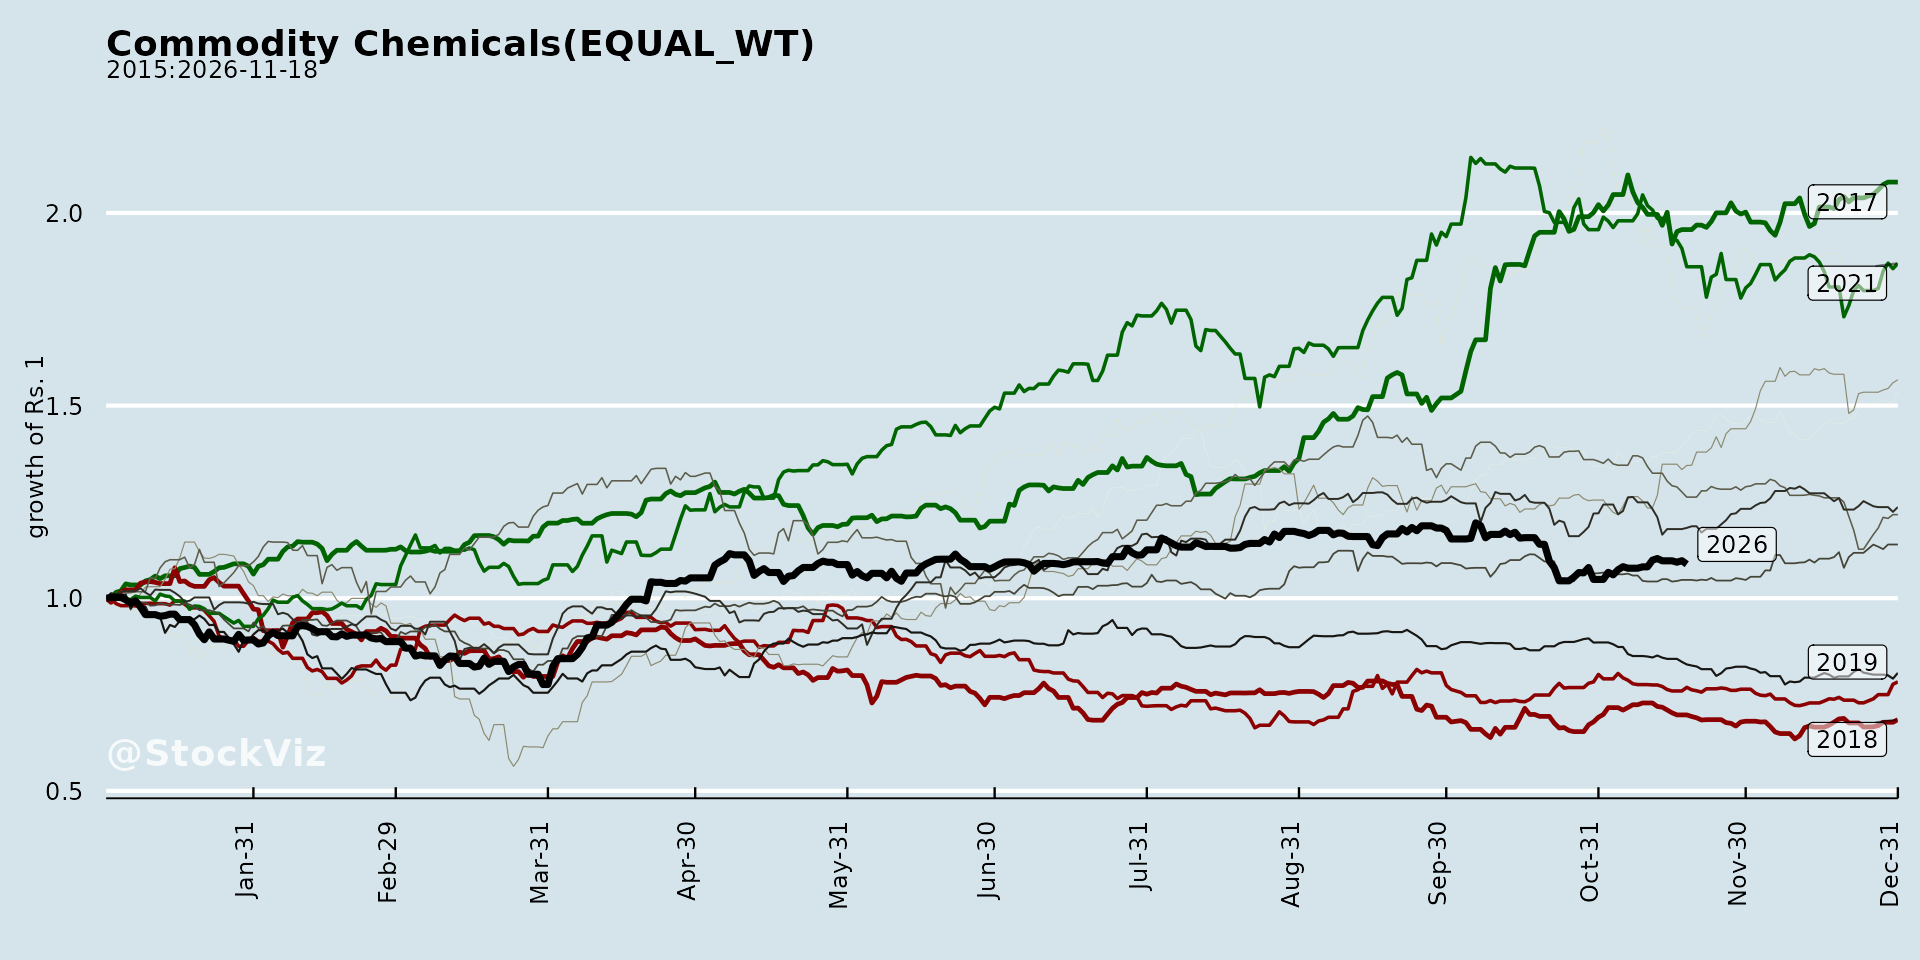 Commodity Chemicals(EQUAL_WT)
2015:2026-11-18
growth of Rs. 1
2.0
1.5
1.0
0.5
2017
2021
2026
2019
2018
@StockViz
Jan-31
Feb-29
Mar-31
Apr-30
May-31
Jun-30
Jul-31
Aug-31
Sep-30
Oct-31
Nov-30
Dec-31